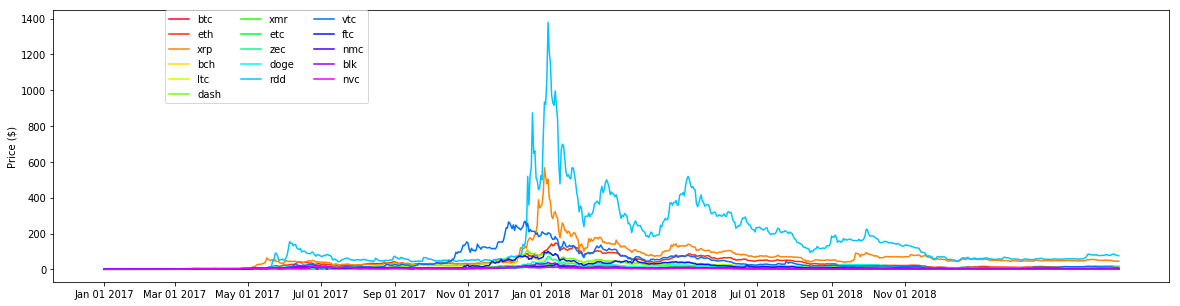 1400
1200
1000
800
600
400
200
0
Price ($)
btc
eth
xrp
bch
ltc
dash
xmr
etc
zec
doge
rdd
vtc
ftc
nmc
blk
nvc
Jan 01 2017 Mar 01 2017 May 01 2017 Jul 01 2017 Sep 01 2017 Nov 01 2017 Jan 01 2018 Mar 01 2018 May 01 2018 Jul 01 2018 Sep 01 2018 Nov 01 2018